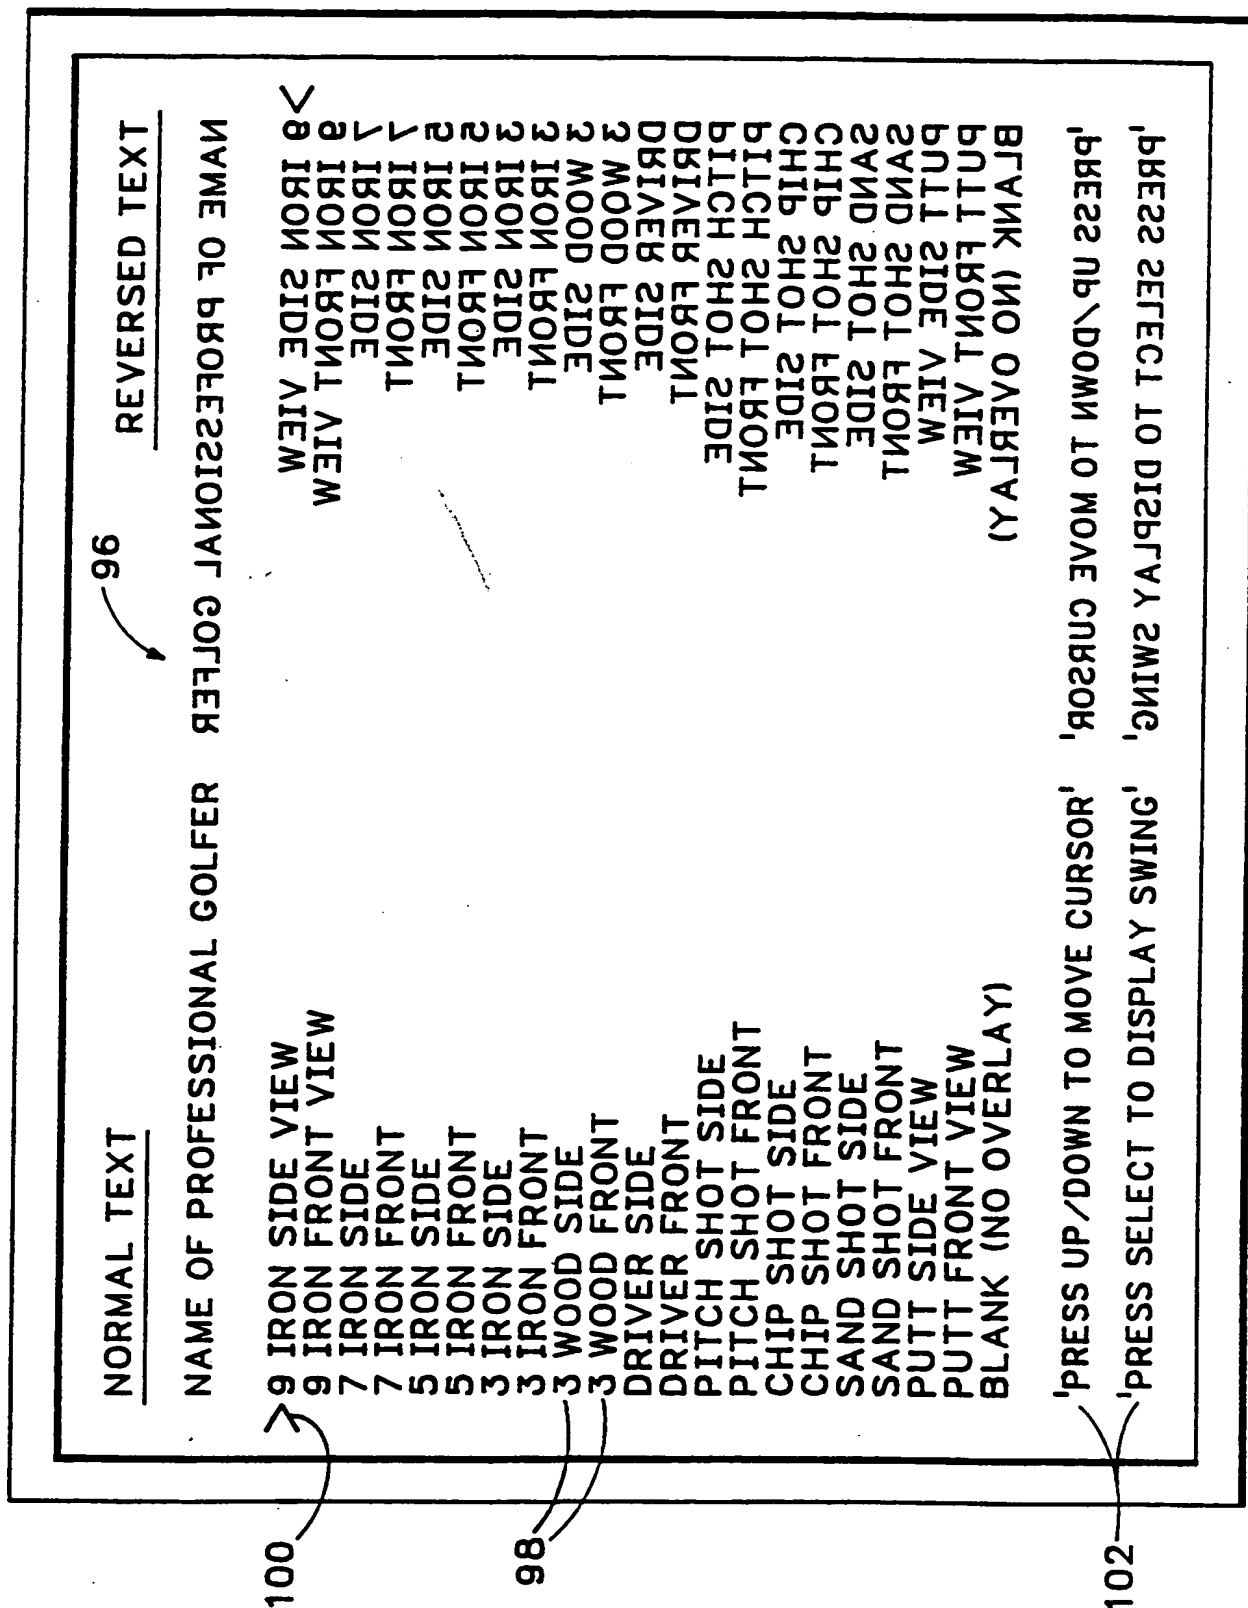 NORMAL TEXT
NAME OF PROFESSIONAL GOLFER
>9 IRON SIDE VIEW
9 IRON FRONT VIEW
7 IRON SIDE
7 IRON FRONT
5 IRON SIDE
5 IRON FRONT
3 IRON SIDE
3 IRON FRONT
3 WOOD SIDE
3 WOOD FRONT
DRIVER SIDE
DRIVER FRONT
PITCH SHOT SIDE
PITCH SHOT FRONT
CHIP SHOT SIDE
CHIP SHOT FRONT
SAND SHOT SIDE
SAND SHOT FRONT
PUTT SIDE VIEW
PUTT FRONT VIEW
BLANK (NO OVERLAY)
'PRESS UP/DOWN TO MOVE CURSOR'
'PRESS SELECT TO DISPLAY SWING'
REVERSED TEXT
NAME OF PROFESSIONAL GOLFER
>9 IRON SIDE VIEW
9 IRON FRONT VIEW
7 IRON SIDE
7 IRON FRONT
5 IRON SIDE
5 IRON FRONT
3 IRON SIDE
3 IRON FRONT
3 WOOD SIDE
3 WOOD FRONT
DRIVER SIDE
DRIVER FRONT
PITCH SHOT SIDE
PITCH SHOT FRONT
CHIP SHOT SIDE
CHIP SHOT FRONT
SAND SHOT SIDE
SAND SHOT FRONT
PUTT SIDE VIEW
PUTT FRONT VIEW
BLANK (NO OVERLAY)
'PRESS UP/DOWN TO MOVE CURSOR'
'PRESS SELECT TO DISPLAY SWING'
96
100
98
102